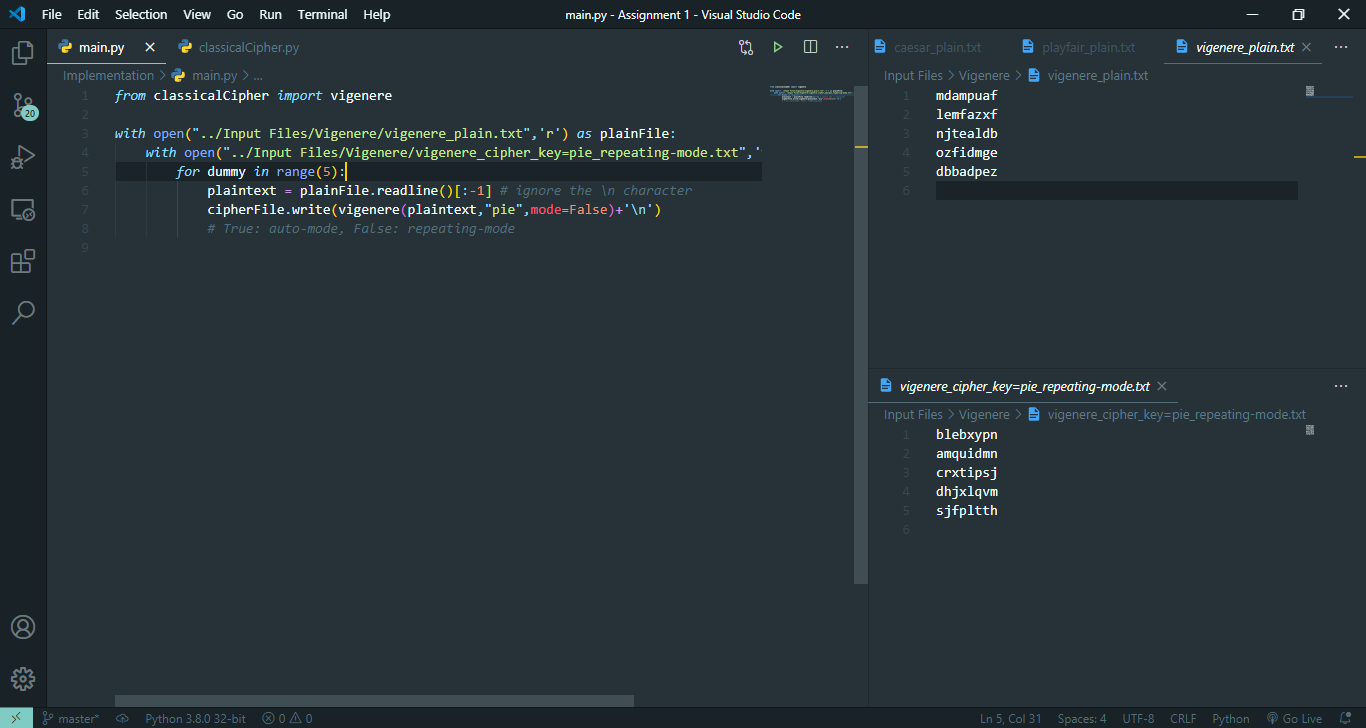 File Edit Selection View Go Run Terminal Help
main.py - Assignment 1 - Visual Studio Code
main.py
classicalCipher.py
Implementation > main.py > ...
1 from classicalCipher import vigenere
2
3 with open("../Input Files/Vigenere/vigenere_plain.txt",'r') as plainFile:
4 with open("../Input Files/Vigenere/vigenere_cipher_key=pie_repeating-mode.txt",'
5 for dummy in range(5):
6 plaintext = plainFile.readline()[:-1] # ignore the \n character
7 cipherFile.write(vigenere(plaintext,"pie",mode=False)+'\n')
8 # True: auto-mode, False: repeating-mode
9
caesar_plain.txt
playfair_plain.txt
vigenere_plain.txt
Input Files > Vigenere > vigenere_plain.txt
1 mdampuaf
2 lemfazxf
3 njtealdb
4 ozfidmge
5 dbbadpez
6
vigenere_cipher_key=pie_repeating-mode.txt
Input Files > Vigenere > vigenere_cipher_key=pie_repeating-mode.txt
1 blebxypn
2 amquidmn
3 crxtipsj
4 dhjxlqvm
5 sjfpltth
6
20
master*
Python 3.8.0 32-bit
0
0
Ln 5, Col 31
Spaces: 4
UTF-8
CRLF
Python
Go Live